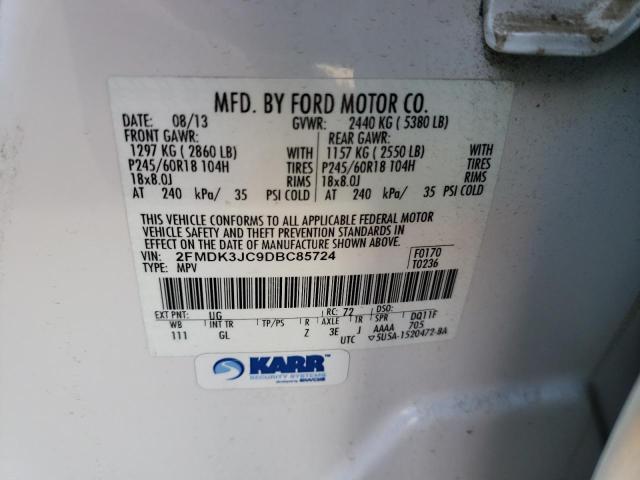 MFD. BY FORD MOTOR CO.
DATE: 08/13 GVWR: 2440 KG ( 5380 LB)
FRONT GAWR: REAR GAWR:
1297 KG ( 2860 LB) WITH 1157 KG ( 2550 LB) WITH
P245/60R18 104H TIRES P245/60R18 104H TIRES
18x8.0J RIMS 18x8.0J RIMS
AT 240 kPa/ 35 PSI COLD AT 240 kPa/ 35 PSI COLD
THIS VEHICLE CONFORMS TO ALL APPLICABLE FEDERAL MOTOR
VEHICLE SAFETY AND THEFT PREVENTION STANDARDS IN
EFFECT ON THE DATE OF MANUFACTURE SHOWN ABOVE.
VIN: 2FMDK3JC9DBC85724 F0170
TYPE: MPV T0236
EXT PNT: UG RC: 72 DSO:
WB INT TR TP/PS R AXLE TR SPR DQ11F
111 GL Z 3E J AAAA 705
UTC ▽5USA-1520472-BA
KARR
SECURITY SYSTEMS